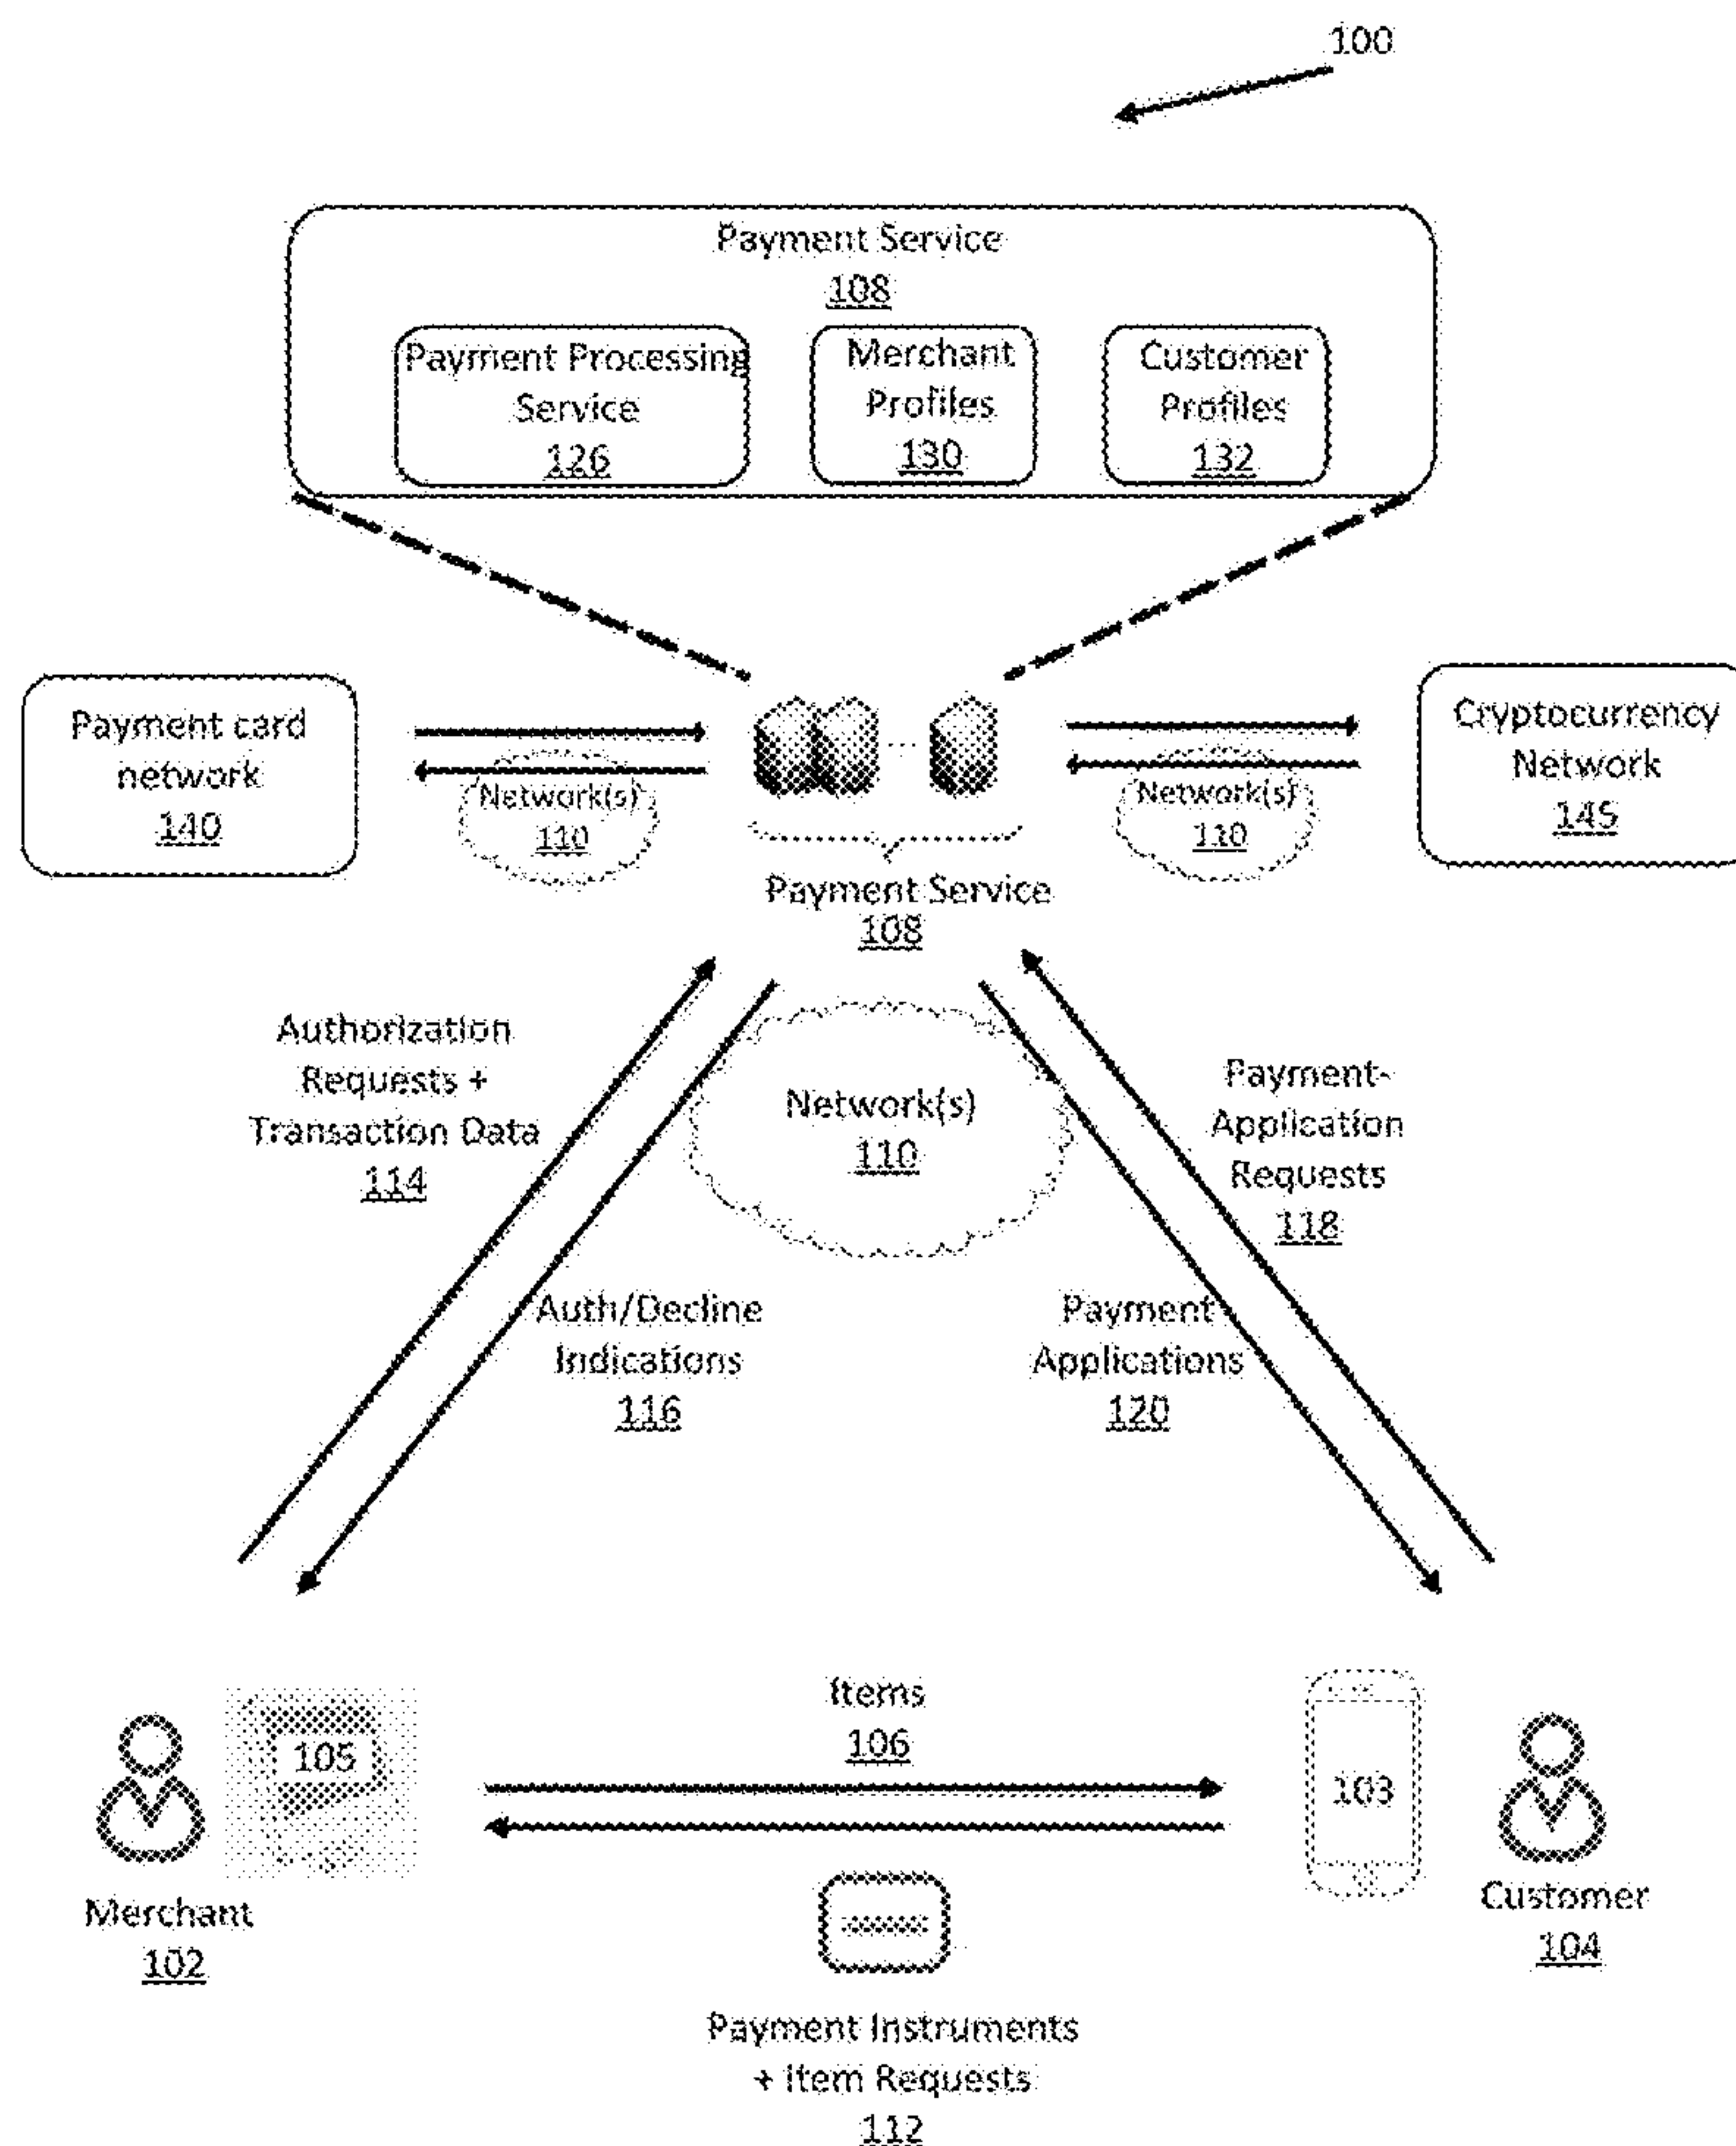 100
Payment Service
108
Payment Processing
Service
126
Merchant
Profiles
130
Customer
Profiles
132
Payment card
network
140
Network(s)
110
Payment Service
108
Network(s)
110
Cryptocurrency
Network
145
Authorization
Requests +
Transaction Data
114
Network(s)
110
Payment-
Application
Requests
118
Auth/Decline
Indications
116
Payment
Applications
120
Items
106
105
103
Merchant
102
Customer
104
Payment Instruments
+ Item Requests
112